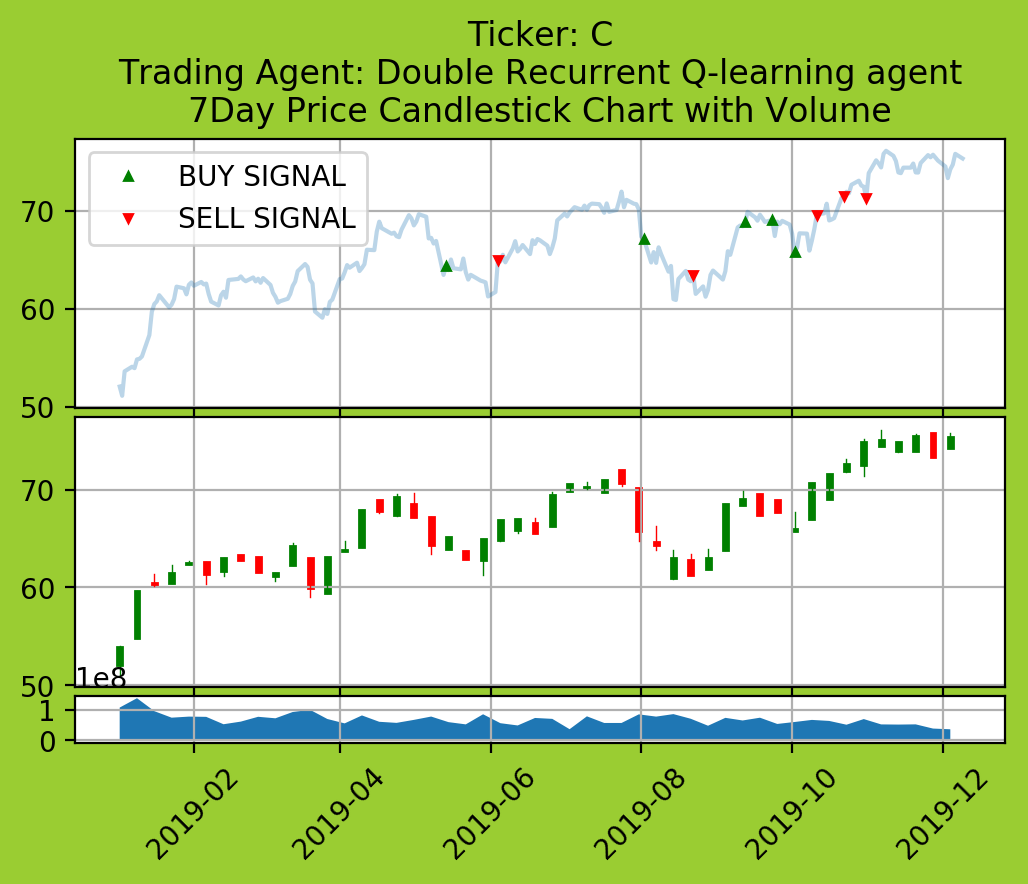 Ticker: C
Trading Agent: Double Recurrent Q-learning agent
7Day Price Candlestick Chart with Volume
BUY SIGNAL
SELL SIGNAL
70
60
50
70
60
50
1e8
1
0
2019-02
2019-04
2019-06
2019-08
2019-10
2019-12